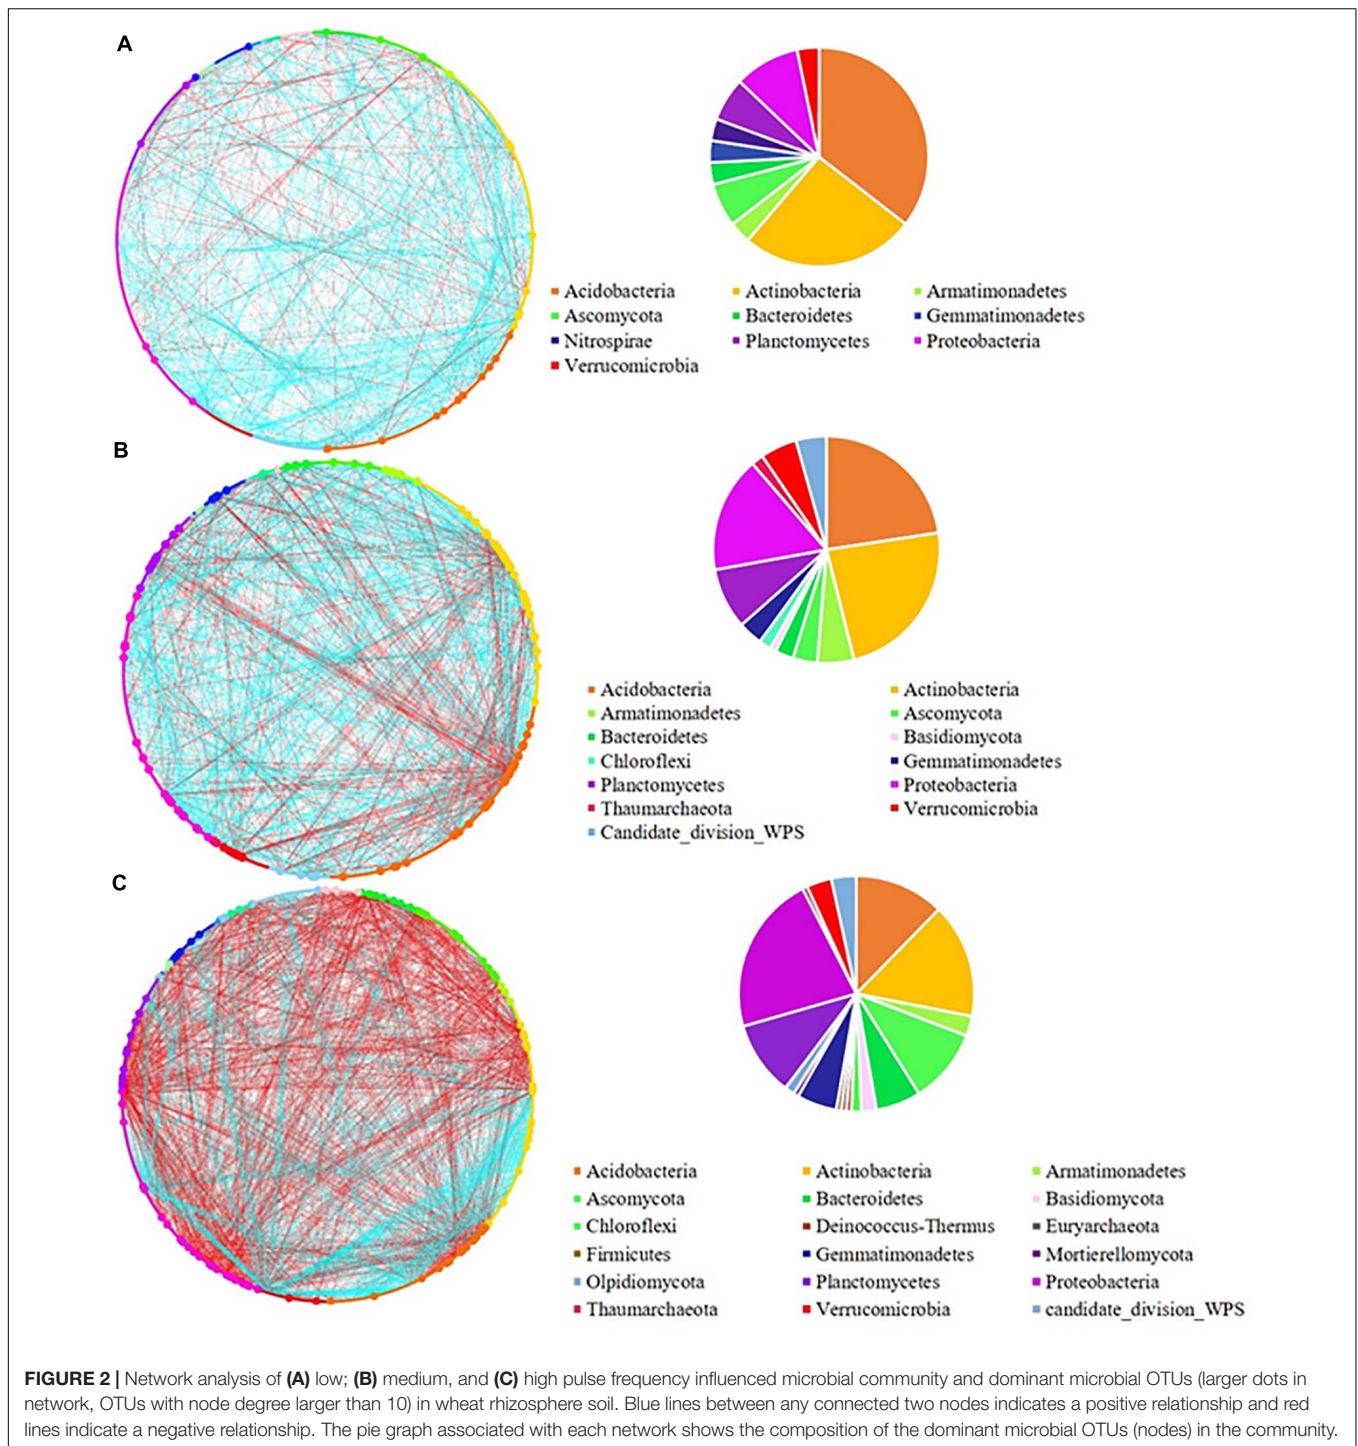 A
Acidobacteria Actinobacteria Armatimonadetes
Ascomycota Bacteroidetes Gemmatimonadetes
Nitrospirae Planctomycetes Proteobacteria
Verrucomicrobia
B
Acidobacteria Actinobacteria
Armatimonadetes Ascomycota
Bacteroidetes Basidiomycota
Chloroflexi Gemmatimonadetes
Planctomycetes Proteobacteria
Thaumarchaeota Verrucomicrobia
Candidate_division_WPS
C
Acidobacteria Actinobacteria Armatimonadetes
Ascomycota Bacteroidetes Basidiomycota
Chloroflexi Deinococcus-Thermus Euryarchaeota
Firmicutes Gemmatimonadetes Mortierellomycota
Olpidiomycota Planctomycetes Proteobacteria
Thaumarchaeota Verrucomicrobia candidate_division_WPS
FIGURE 2 | Network analysis of (A) low; (B) medium, and (C) high pulse frequency influenced microbial community and dominant microbial OTUs (larger dots in
network, OTUs with node degree larger than 10) in wheat rhizosphere soil. Blue lines between any connected two nodes indicates a positive relationship and red
lines indicate a negative relationship. The pie graph associated with each network shows the composition of the dominant microbial OTUs (nodes) in the community.